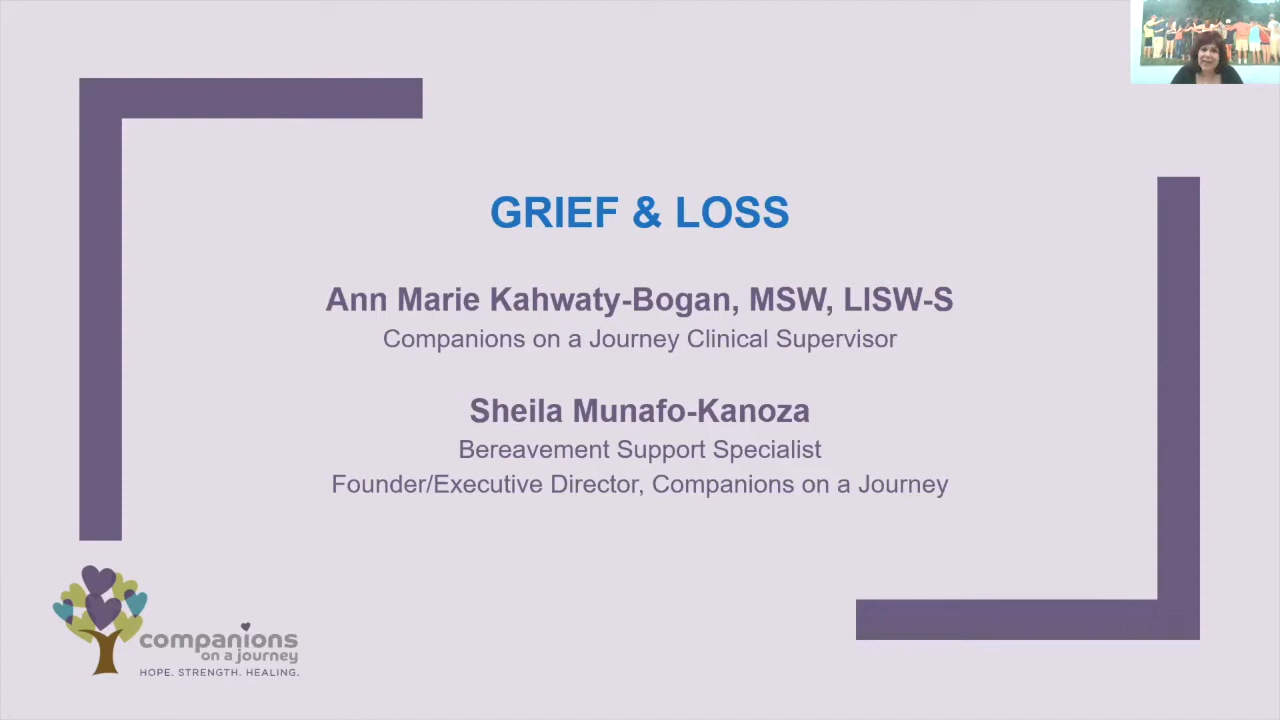 GRIEF & LOSS
Ann Marie Kahwaty-Bogan, MSW, LISW-S
Companions on a Journey Clinical Supervisor
Sheila Munafo-Kanoza
Bereavement Support Specialist
Founder/Executive Director, Companions on a Journey
companions
on a journey
HOPE. STRENGTH. HEALING.